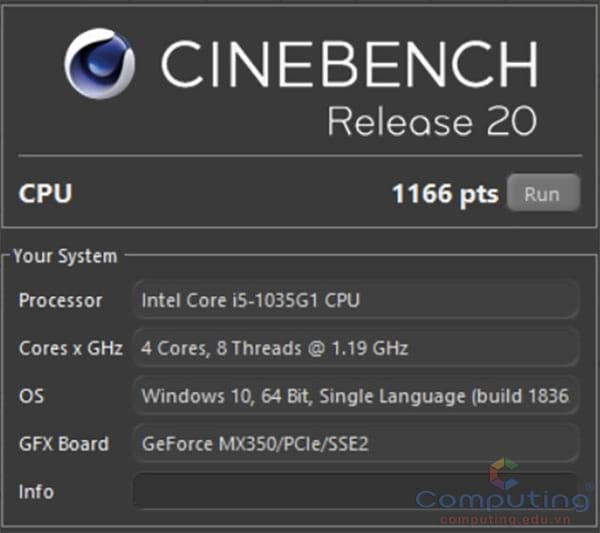 CINEBENCH
Release 20
CPU 1166 pts Run
Your System
Processor Intel Core i5-1035G1 CPU
Cores x GHz 4 Cores, 8 Threads @ 1.19 GHz
OS Windows 10, 64 Bit, Single Language (build 1836
GFX Board GeForce MX350/PCIe/SSE2
Info
Computing®
computing.edu.vn